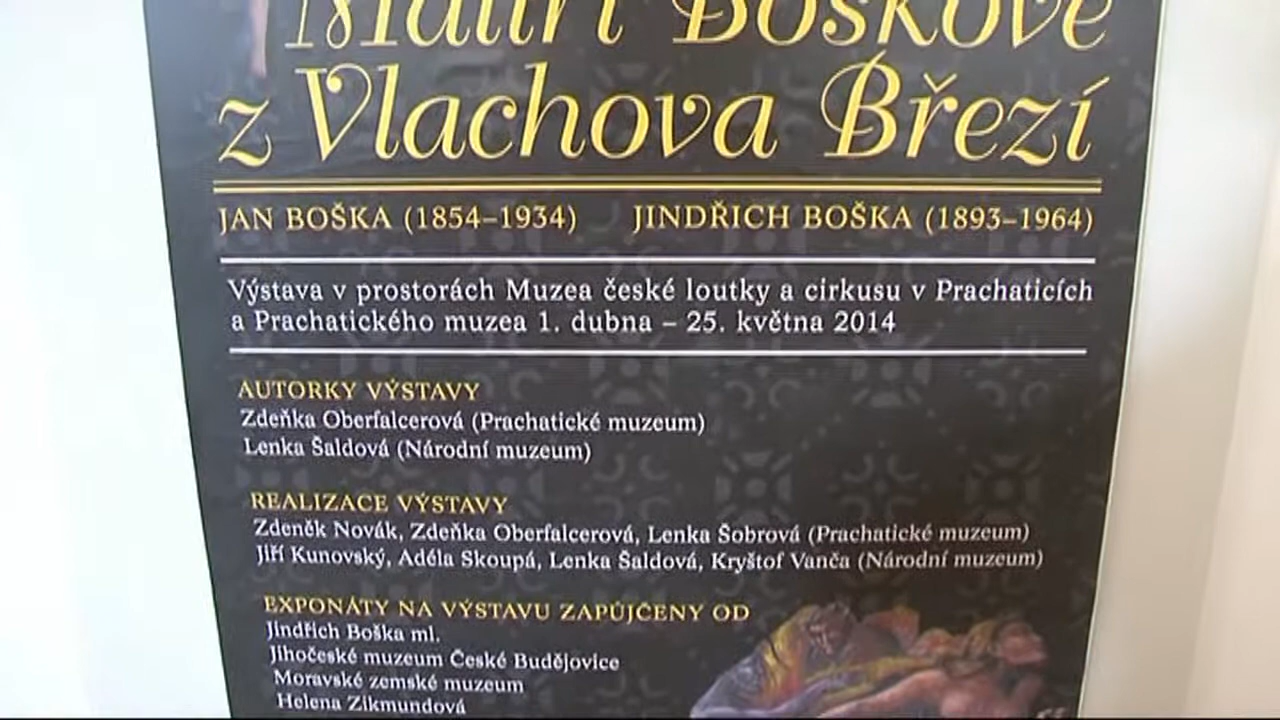 Malíři Boškové
z Vlachova Březí
JAN BOŠKA (1854–1934) JINDŘICH BOŠKA (1893–1964)
Výstava v prostorách Muzea české loutky a cirkusu v Prachaticích
a Prachatického muzea 1. dubna – 25. května 2014
AUTORKY VÝSTAVY
Zdeňka Oberfalcerová (Prachatické muzeum)
Lenka Šaldová (Národní muzeum)
REALIZACE VÝSTAVY
Zdeněk Novák, Zdeňka Oberfalcerová, Lenka Šobrová (Prachatické muzeum)
Jiří Kunovský, Adéla Skoupá, Lenka Šaldová, Kryštof Vanča (Národní muzeum)
EXPONÁTY NA VÝSTAVU ZAPŮJČENY OD
Jindřich Boška ml.
Jihočeské muzeum České Budějovice
Moravské zemské muzeum
Helena Zikmundová